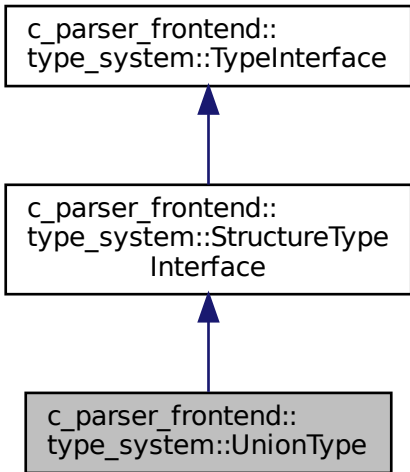 c_parser_frontend::
type_system::TypeInterface
c_parser_frontend::
type_system::StructureType
Interface
c_parser_frontend::
type_system::UnionType